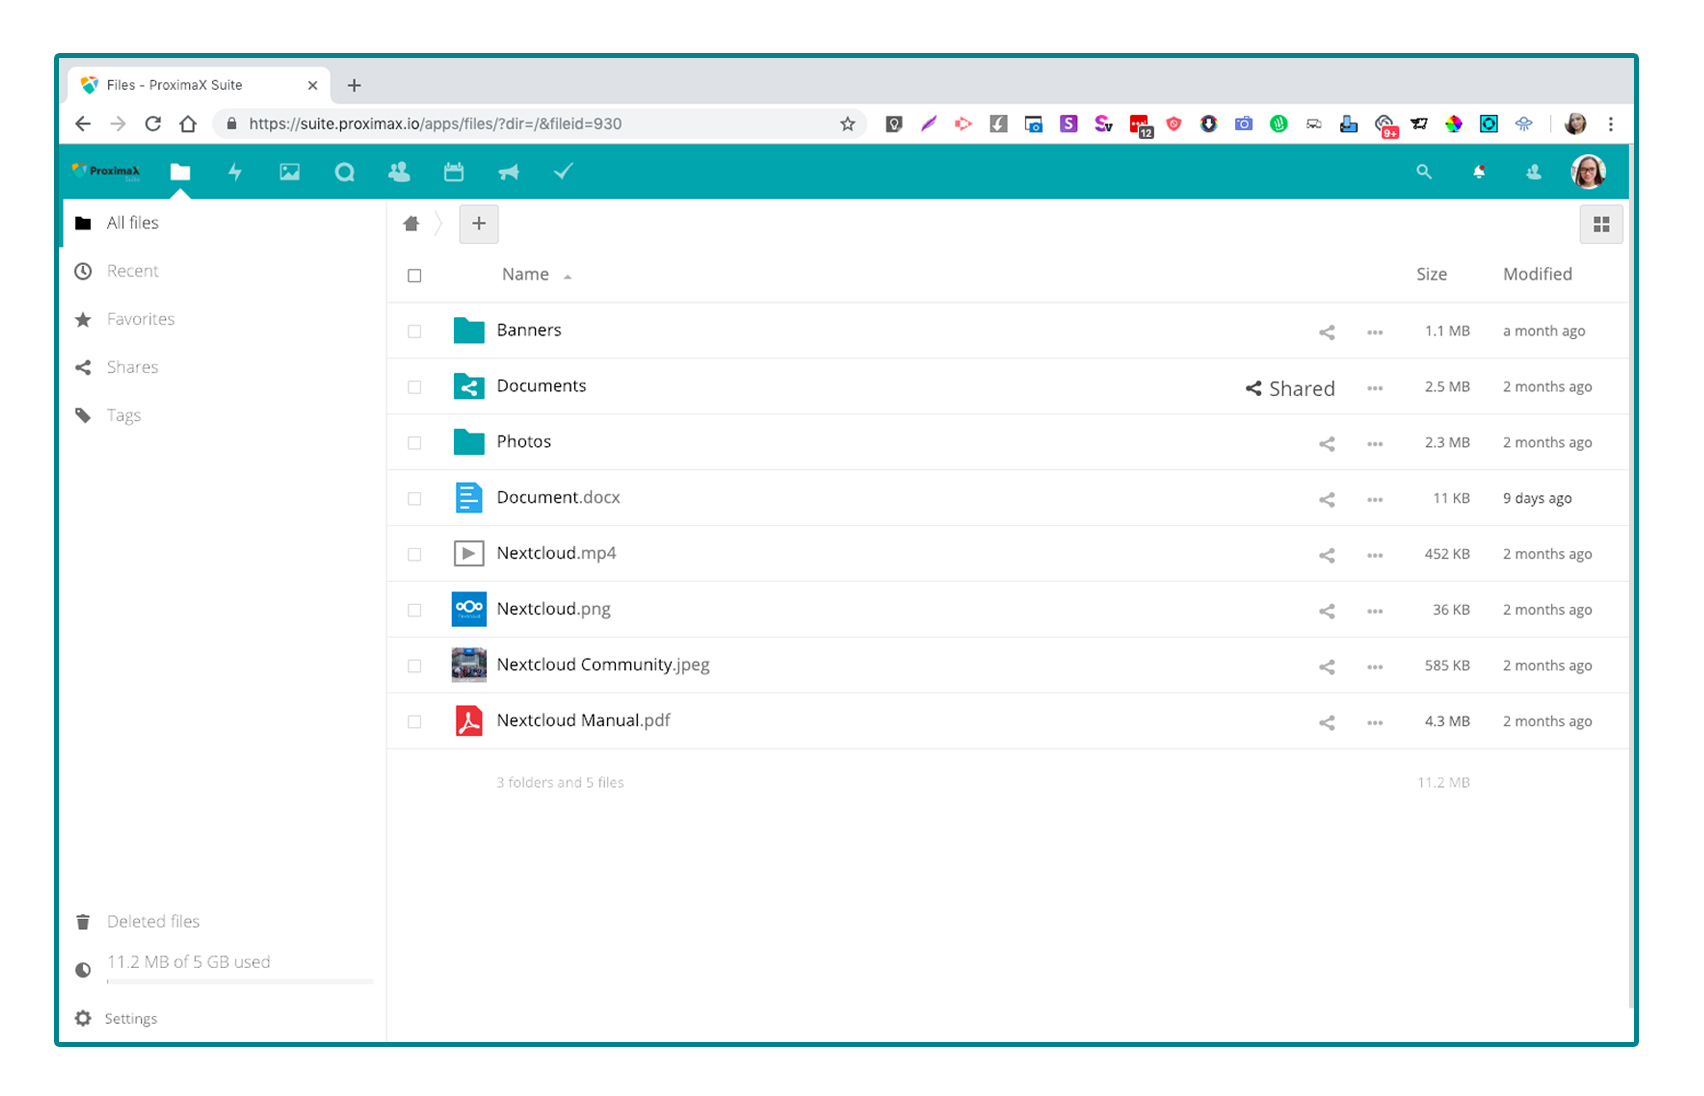 Files - ProximaX Suite
https://suite.proximax.io/apps/files/?dir=/&fileid=930
S
Sv
12
9+
ProximaX
Suite
All files
Recent
Favorites
Shares
Tags
Name Size Modified
Banners 1.1 MB a month ago
Documents Shared 2.5 MB 2 months ago
Photos 2.3 MB 2 months ago
Document.docx 11 KB 9 days ago
Nextcloud.mp4 452 KB 2 months ago
Nextcloud.png 36 KB 2 months ago
Nextcloud Community.jpeg 585 KB 2 months ago
Nextcloud Manual.pdf 4.3 MB 2 months ago
3 folders and 5 files 11.2 MB
Deleted files
11.2 MB of 5 GB used
Settings